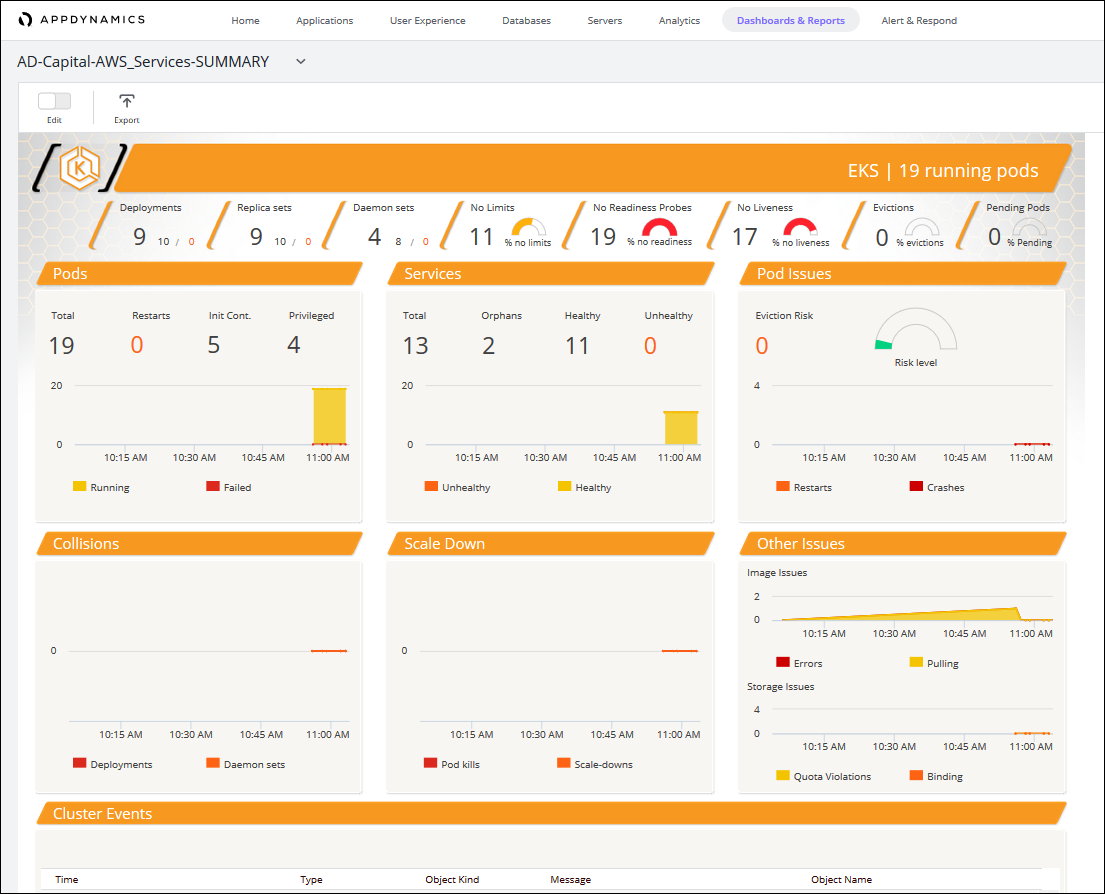 APPDYNAMICS
Home Applications User Experience Databases Servers Analytics Dashboards & Reports Alert & Respond
AD-Capital-AWS_Services-SUMMARY
Edit Export
K
EKS | 19 running pods
Deployments Replica sets Daemon sets No Limits No Readiness Probes No Liveness Evictions Pending Pods
9 10 / 0 9 10 / 0 4 8 / 0 11 % no limits 19 % no readiness 17 % no liveness 0 % evictions 0 % Pending
Pods
Total Restarts Init Cont. Privileged
19 0 5 4
20
0
10:15 AM 10:30 AM 10:45 AM 11:00 AM
Running Failed
Services
Total Orphans Healthy Unhealthy
13 2 11 0
20
0
10:15 AM 10:30 AM 10:45 AM 11:00 AM
Unhealthy Healthy
Pod Issues
Eviction Risk
0
Risk level
4
0
10:15 AM 10:30 AM 10:45 AM 11:00 AM
Restarts Crashes
Collisions
0
10:15 AM 10:30 AM 10:45 AM 11:00 AM
Deployments Daemon sets
Scale Down
0
10:15 AM 10:30 AM 10:45 AM 11:00 AM
Pod kills Scale-downs
Other Issues
Image Issues
2
0
10:15 AM 10:30 AM 10:45 AM 11:00 AM
Errors Pulling
Storage Issues
4
0
10:15 AM 10:30 AM 10:45 AM 11:00 AM
Quota Violations Binding
Cluster Events
Time Type Object Kind Message Object Name